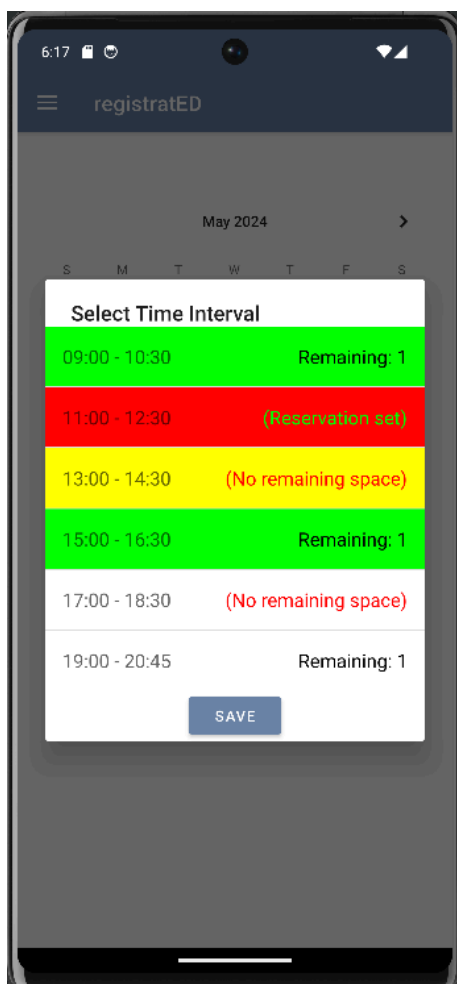 6:17
registratED
May 2024
S M T W T F S
Select Time Interval
09:00 - 10:30 Remaining: 1
11:00 - 12:30 (Reservation set)
13:00 - 14:30 (No remaining space)
15:00 - 16:30 Remaining: 1
17:00 - 18:30 (No remaining space)
19:00 - 20:45 Remaining: 1
SAVE